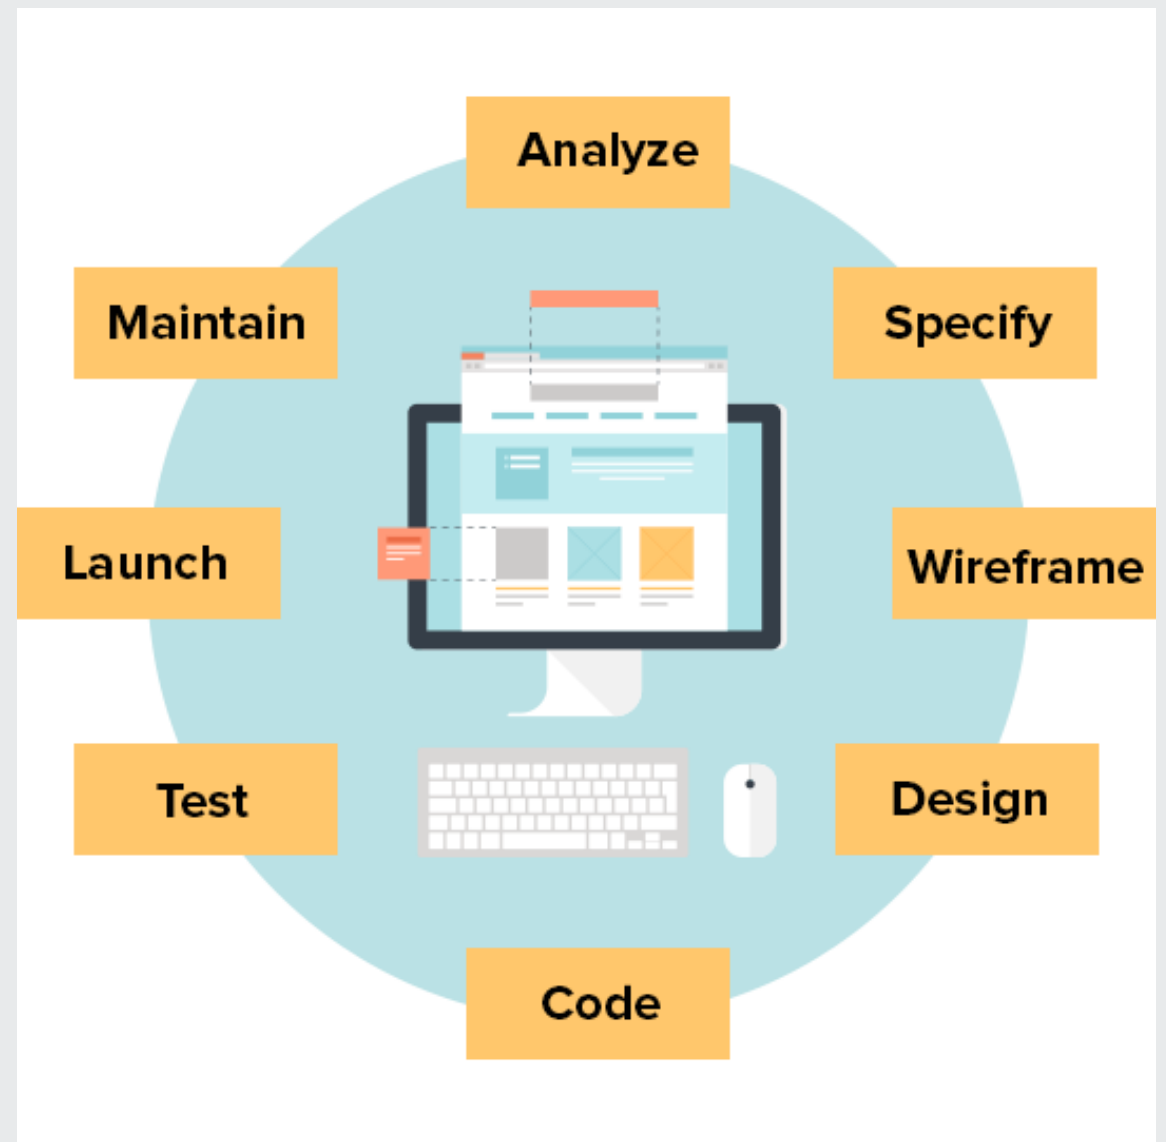 Analyze
Specify
Wireframe
Design
Code
Test
Launch
Maintain